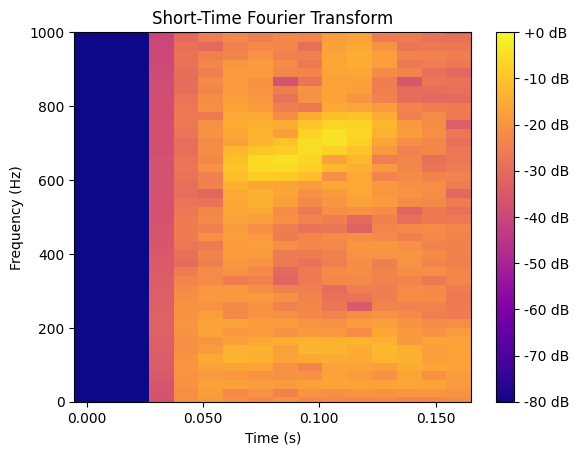 Short-Time Fourier Transform
1000
800
600
400
200
0
Frequency (Hz)
0.000
0.050
0.100
0.150
Time (s)
+0 dB
-10 dB
-20 dB
-30 dB
-40 dB
-50 dB
-60 dB
-70 dB
-80 dB